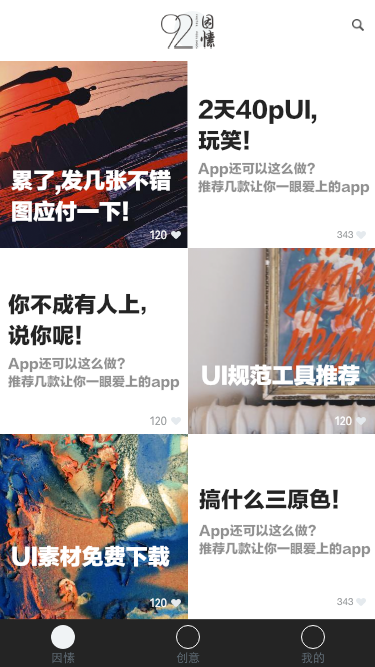 92
因愫
累了,发几张不错
图应付一下!
120
2天40pUI,
玩笑!
App还可以这么做?
推荐几款让你一眼爱上的app
343
你不成有人上,
说你呢!
App还可以这么做?
推荐几款让你一眼爱上的app
120
UI规范工具推荐
120
UI素材免费下载
120
搞什么三原色!
App还可以这么做?
推荐几款让你一眼爱上的app
343
因愫
创意
我的